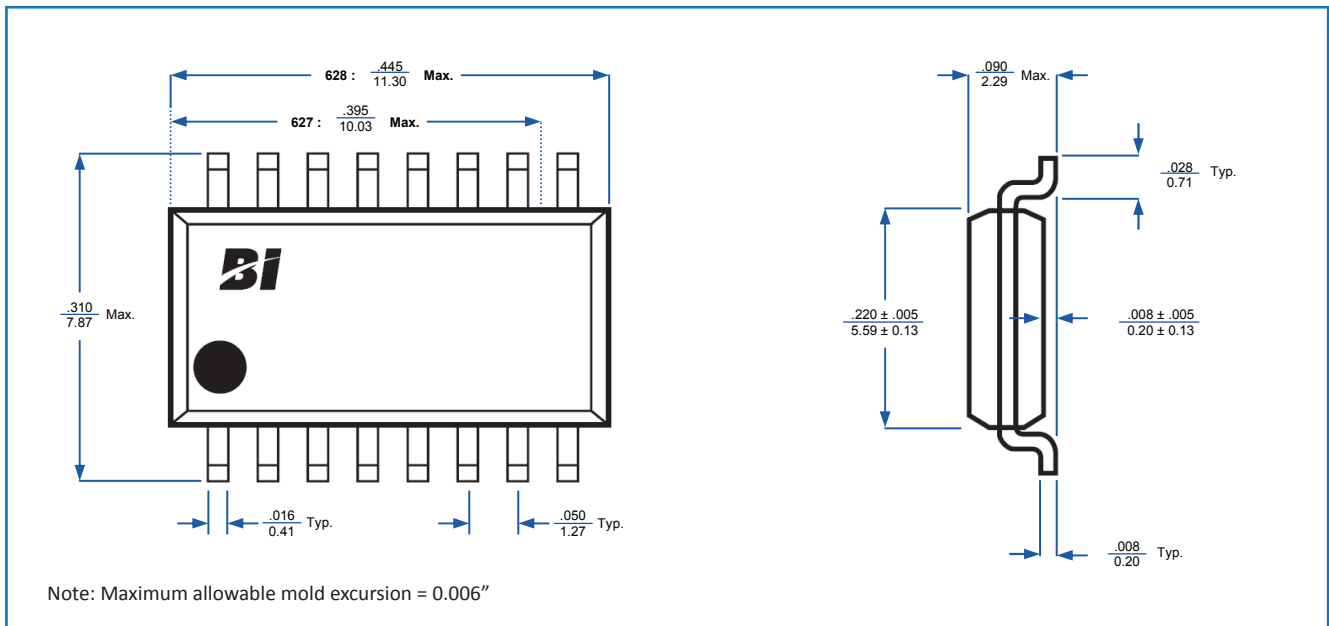 628 : .445 Max.
11.30
627 : .395 Max.
10.03
.090 Max.
2.29
.028 Typ.
0.71
BI
.310 Max.
7.87
.220 ± .005
5.59 ± 0.13
.008 ± .005
0.20 ± 0.13
.016 Typ.
0.41
.050 Typ.
1.27
.008 Typ.
0.20
Note: Maximum allowable mold excursion = 0.006”